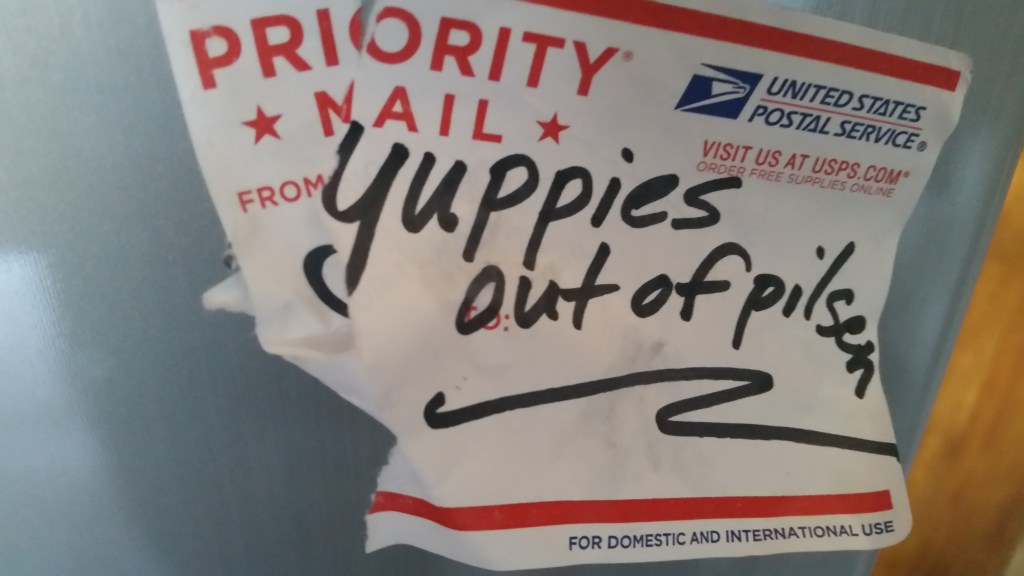 PRIORITY®
★ MAIL ★
UNITED STATES
POSTAL SERVICE®
VISIT US AT USPS.COM®
ORDER FREE SUPPLIES ONLINE
FROM
yuppies
out of pilsen
TO:
FOR DOMESTIC AND INTERNATIONAL USE